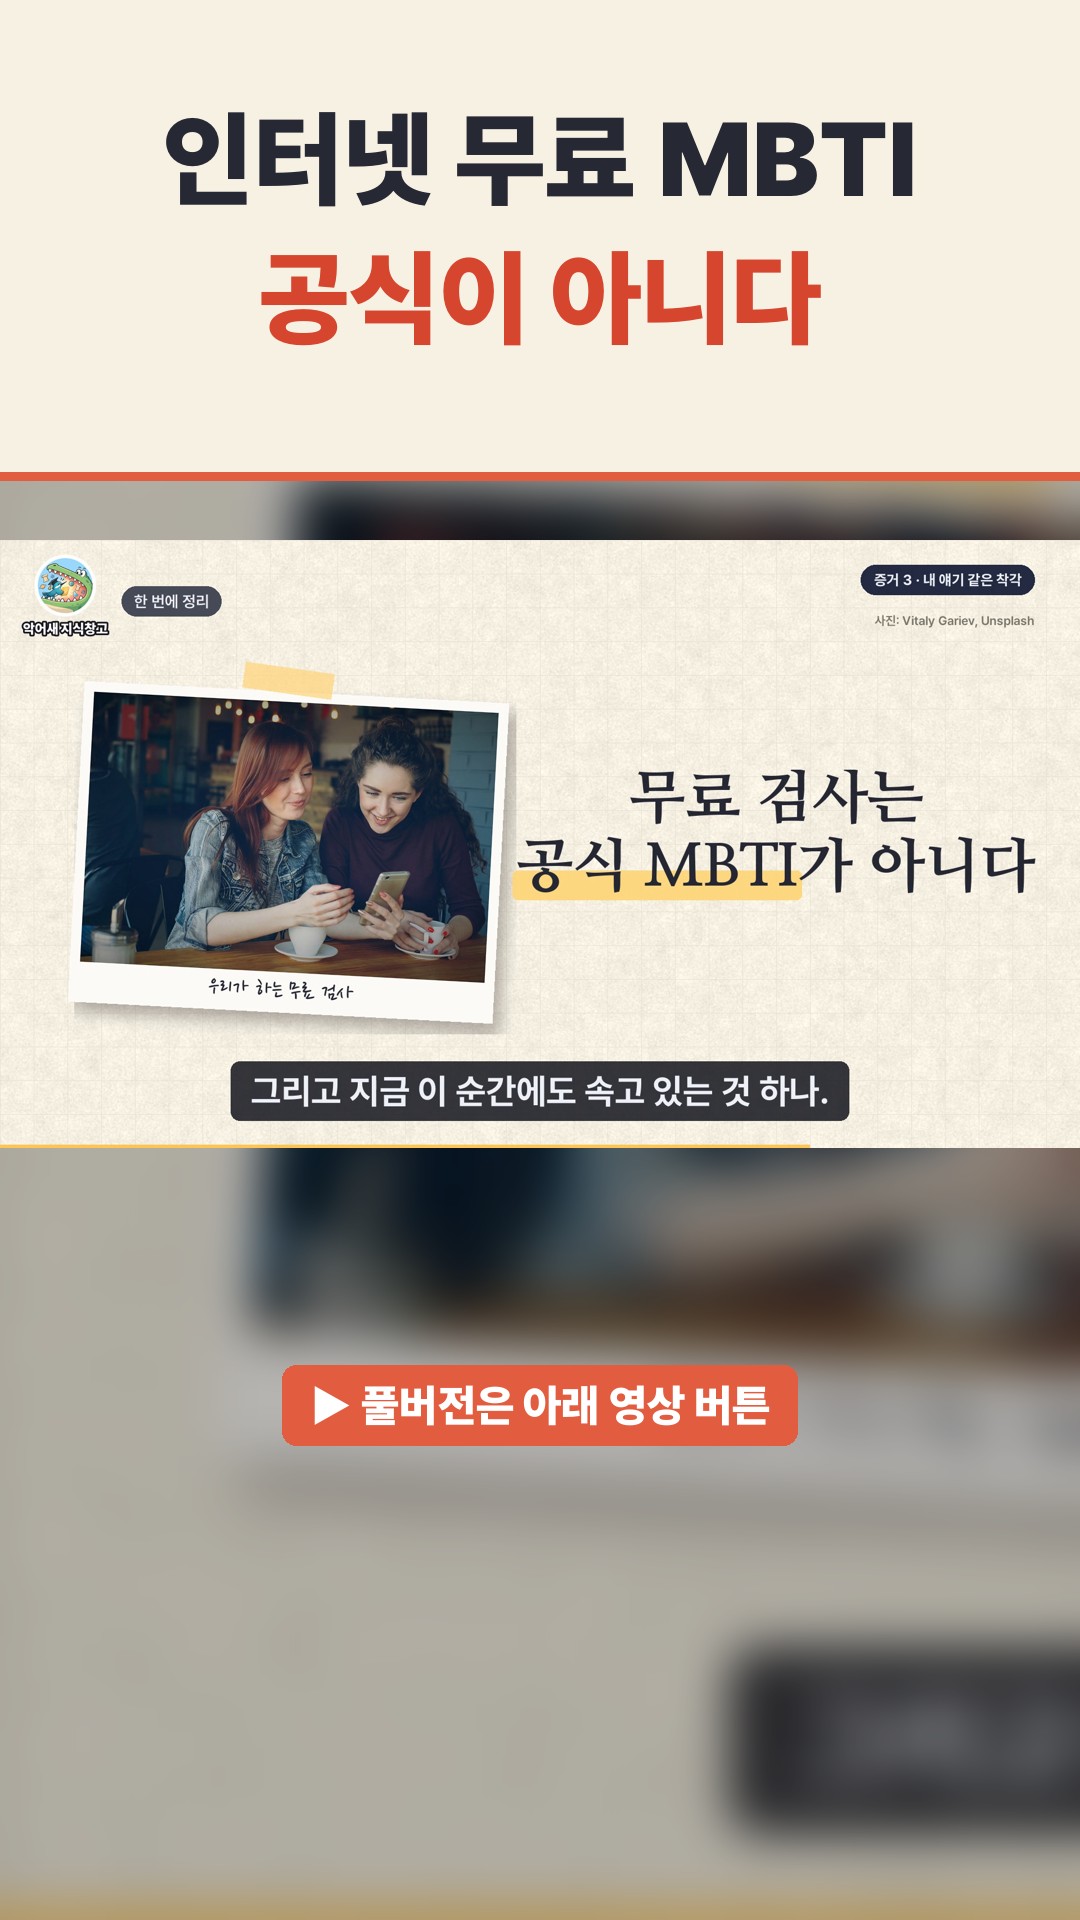 인터넷 무료 MBTI
공식이 아니다
악어새 지식창고
한 번에 정리
증거 3 · 내 얘기 같은 착각
사진: Vitaly Gariev, Unsplash
무료 검사는
공식 MBTI가 아니다
우리가 하는 무료 검사
그리고 지금 이 순간에도 속고 있는 것 하나.
▶ 풀버전은 아래 영상 버튼